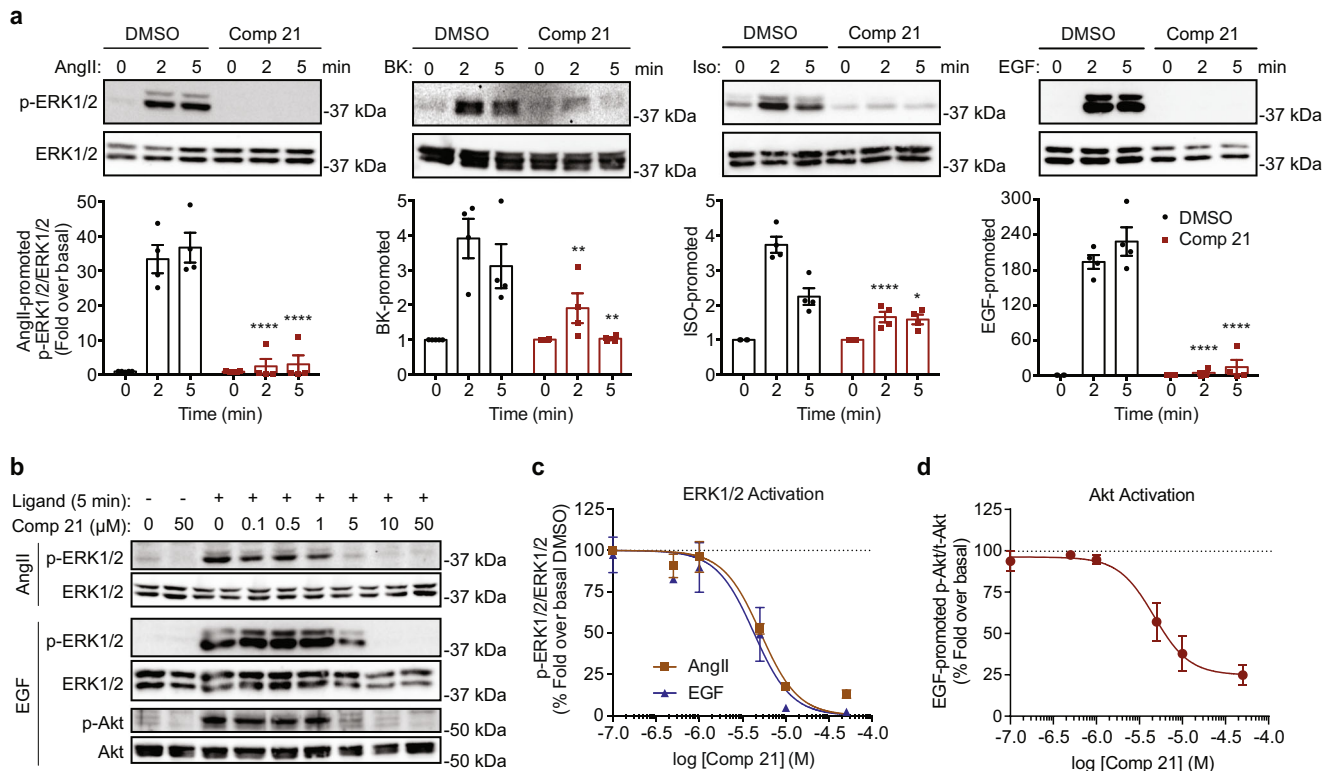 a
DMSO Comp 21
AngII: 0 2 5 0 2 5 min
p-ERK1/2
-37 kDa
ERK1/2
-37 kDa
DMSO Comp 21
BK: 0 2 5 0 2 5 min
-37 kDa
-37 kDa
DMSO Comp 21
Iso: 0 2 5 0 2 5 min
-37 kDa
-37 kDa
DMSO Comp 21
EGF: 0 2 5 0 2 5 min
-37 kDa
-37 kDa
AngII-promoted
p-ERK1/2/ERK1/2
(Fold over basal)
50
40
30
20
10
0
**** ****
0 2 5 0 2 5
Time (min)
BK-promoted
5
4
3
2
1
0
** **
0 2 5 0 2 5
Time (min)
ISO-promoted
5
4
3
2
1
0
**** *
0 2 5 0 2 5
Time (min)
EGF-promoted
300
240
180
120
60
0
DMSO
Comp 21
**** ****
0 2 5 0 2 5
Time (min)
b
Ligand (5 min): - - + + + + + + +
Comp 21 (µM): 0 50 0 0.1 0.5 1 5 10 50
AngII
p-ERK1/2
-37 kDa
ERK1/2
-37 kDa
EGF
p-ERK1/2
-37 kDa
ERK1/2
-37 kDa
p-Akt
-50 kDa
Akt
-50 kDa
c
ERK1/2 Activation
p-ERK1/2/ERK1/2
(% Fold over basal DMSO)
125
100
75
50
25
0
AngII
EGF
-7.0 -6.5 -6.0 -5.5 -5.0 -4.5 -4.0
log [Comp 21] (M)
d
Akt Activation
EGF-promoted p-Akt/t-Akt
(% Fold over basal)
125
100
75
50
25
0
-7.0 -6.5 -6.0 -5.5 -5.0 -4.5 -4.0
log [Comp 21] (M)